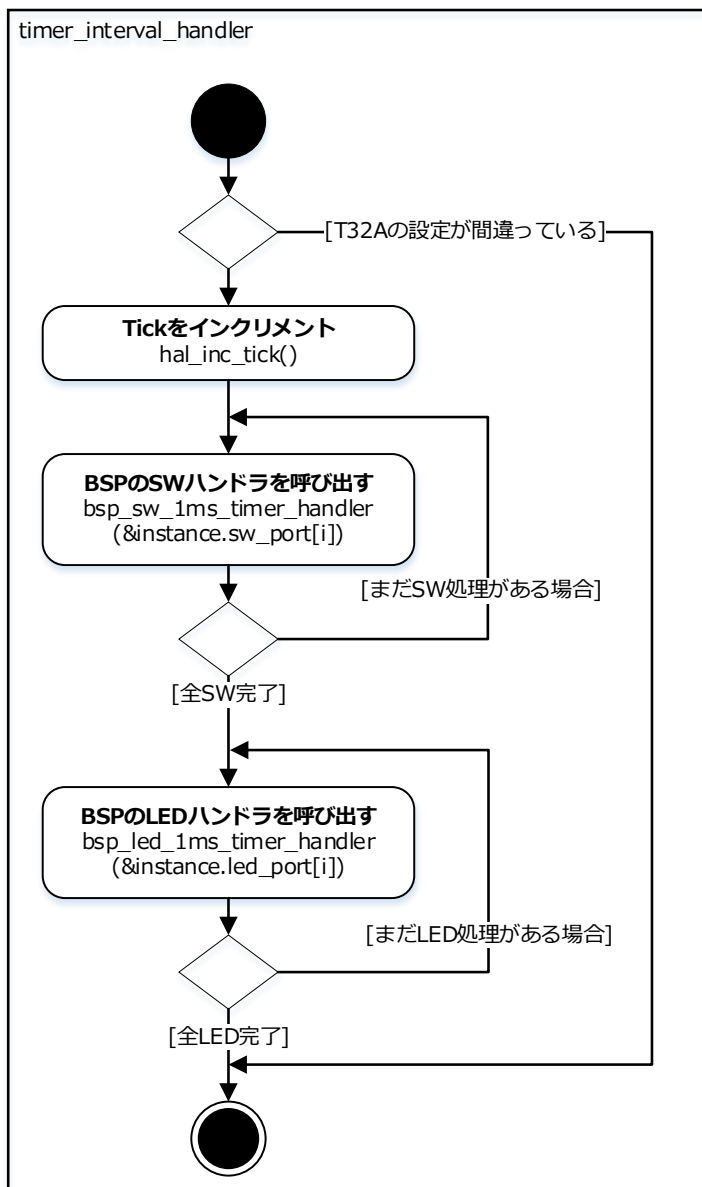 timer_interval_handler
[T32Aの設定が間違っている]
Tickをインクリメント
hal_inc_tick()
BSPのSWハンドラを呼び出す
bsp_sw_1ms_timer_handler
(&instance.sw_port[i])
[まだSW処理がある場合]
[全SW完了]
BSPのLEDハンドラを呼び出す
bsp_led_1ms_timer_handler
(&instance.led_port[i])
[まだLED処理がある場合]
[全LED完了]